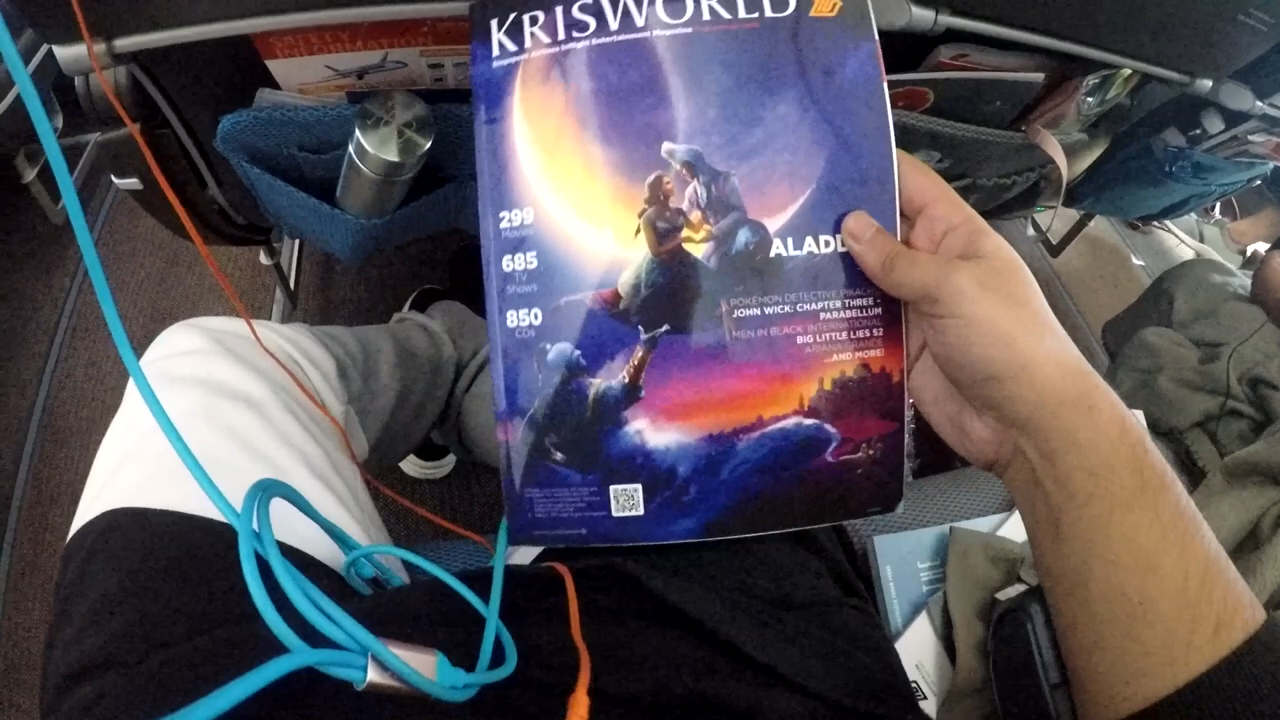 KRISWORLD
Singapore Airlines Inflight Entertainment Magazine
SAFETY
INFORMATION
299
Movies
685
TV
Shows
850
CDs
ALADD
POKÉMON DETECTIVE PIKACH
JOHN WICK: CHAPTER THREE -
PARABELLUM
MEN IN BLACK: INTERNATIONAL
BIG LITTLE LIES S2
ARIANA GRANDE
...AND MORE!